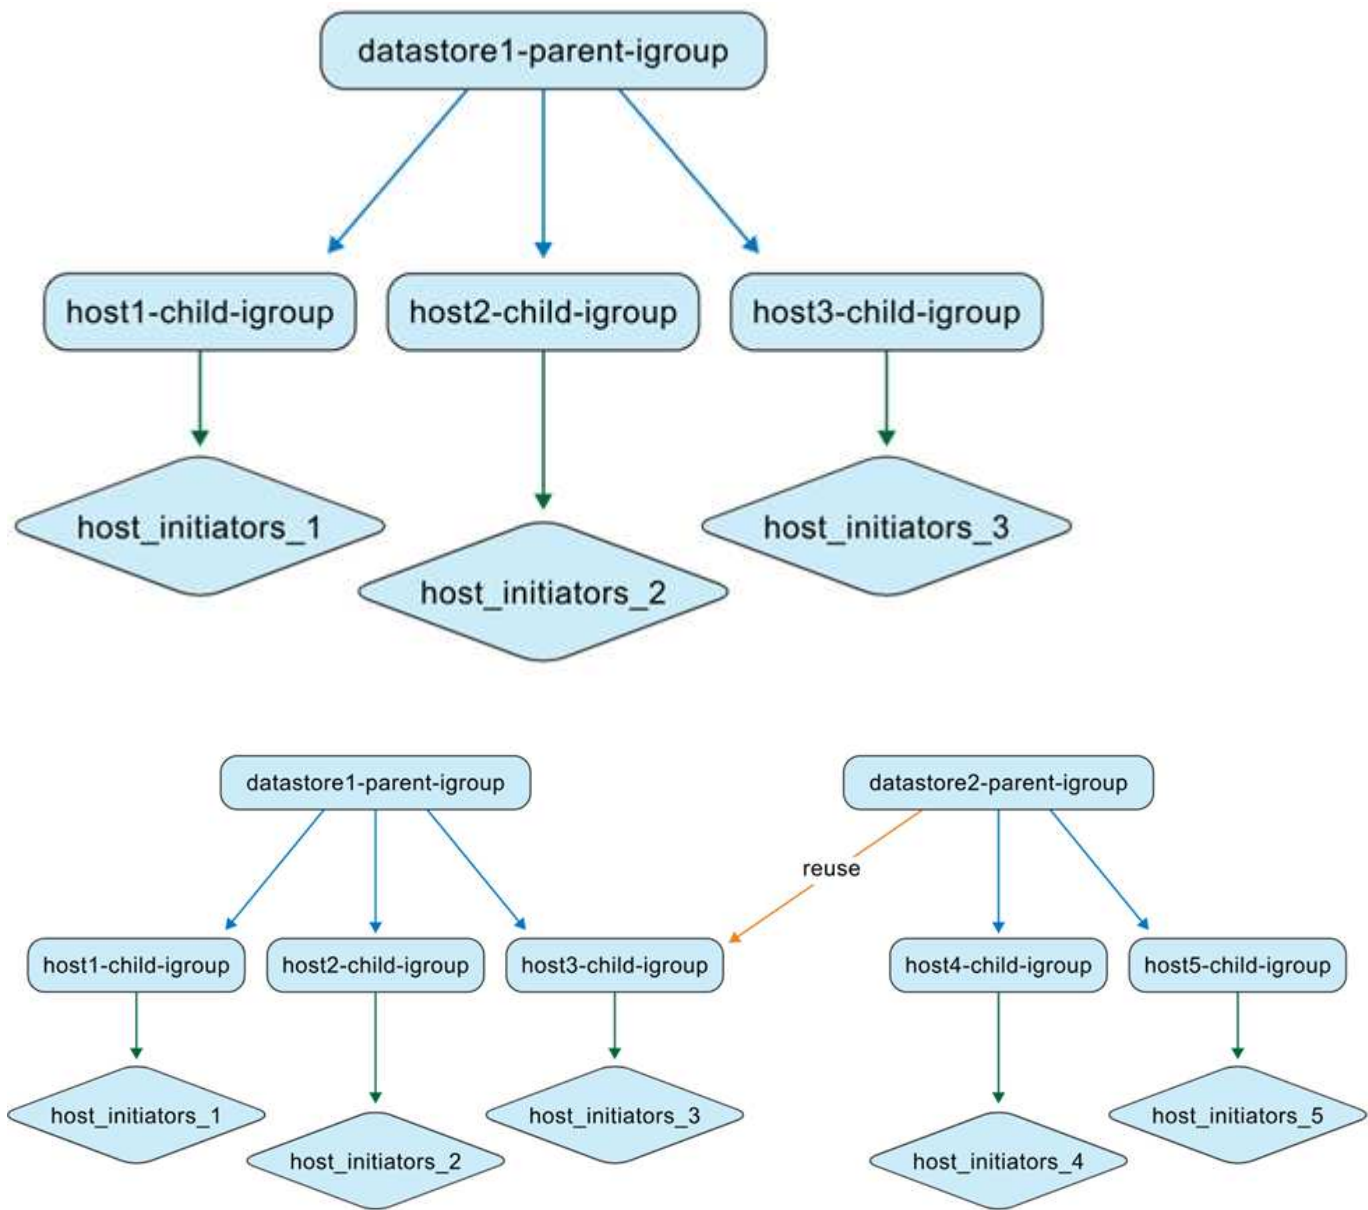 datastore1-parent-igroup
host1-child-igroup
host2-child-igroup
host3-child-igroup
host_initiators_1
host_initiators_3
host_initiators_2
datastore1-parent-igroup
datastore2-parent-igroup
reuse
host1-child-igroup
host2-child-igroup
host3-child-igroup
host4-child-igroup
host5-child-igroup
host_initiators_1
host_initiators_3
host_initiators_5
host_initiators_2
host_initiators_4